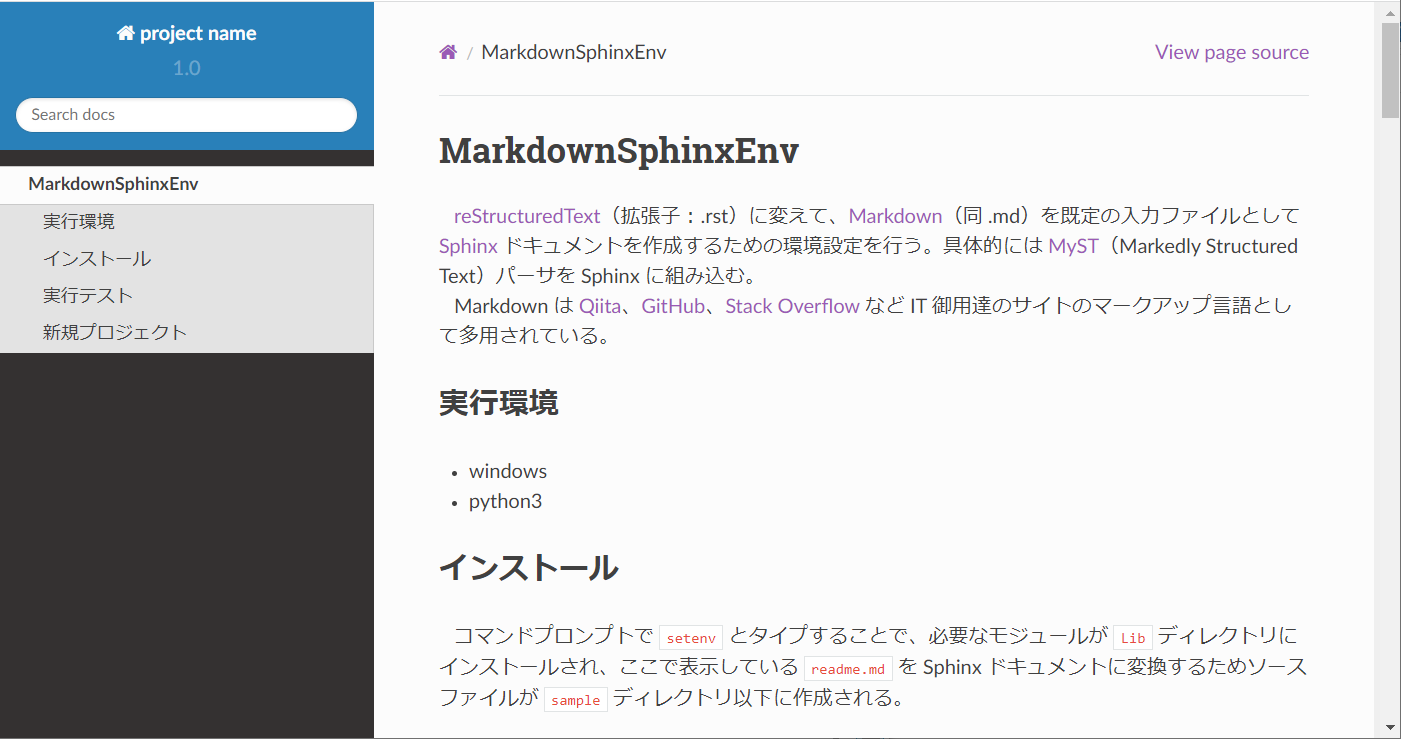 project name
1.0
Search docs
MarkdownSphinxEnv
実行環境
インストール
実行テスト
新規プロジェクト
/ MarkdownSphinxEnv
View page source
MarkdownSphinxEnv
reStructuredText（拡張子：.rst）に変えて、Markdown（同 .md）を既定の入力ファイルとして
Sphinx ドキュメントを作成するための環境設定を行う。具体的には MyST（Markedly Structured
Text）パーサを Sphinx に組み込む。
Markdown は Qiita、GitHub、Stack Overflow など IT 御用達のサイトのマークアップ言語とし
て多用されている。
実行環境
• windows
• python3
インストール
コマンドプロンプトで setenv とタイプすることで、必要なモジュールが Lib ディレクトリに
インストールされ、ここで表示している readme.md を Sphinx ドキュメントに変換するためソース
ファイルが sample ディレクトリ以下に作成される。